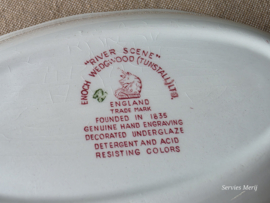 "RIVER SCENE"
ENOCH WEDGWOOD (TUNSTALL) LTD.
ENGLAND
TRADE MARK
FOUNDED IN 1835
GENUINE HAND ENGRAVING
DECORATED UNDERGLAZE
DETERGENT AND ACID
RESISTING COLORS
Servies Merij